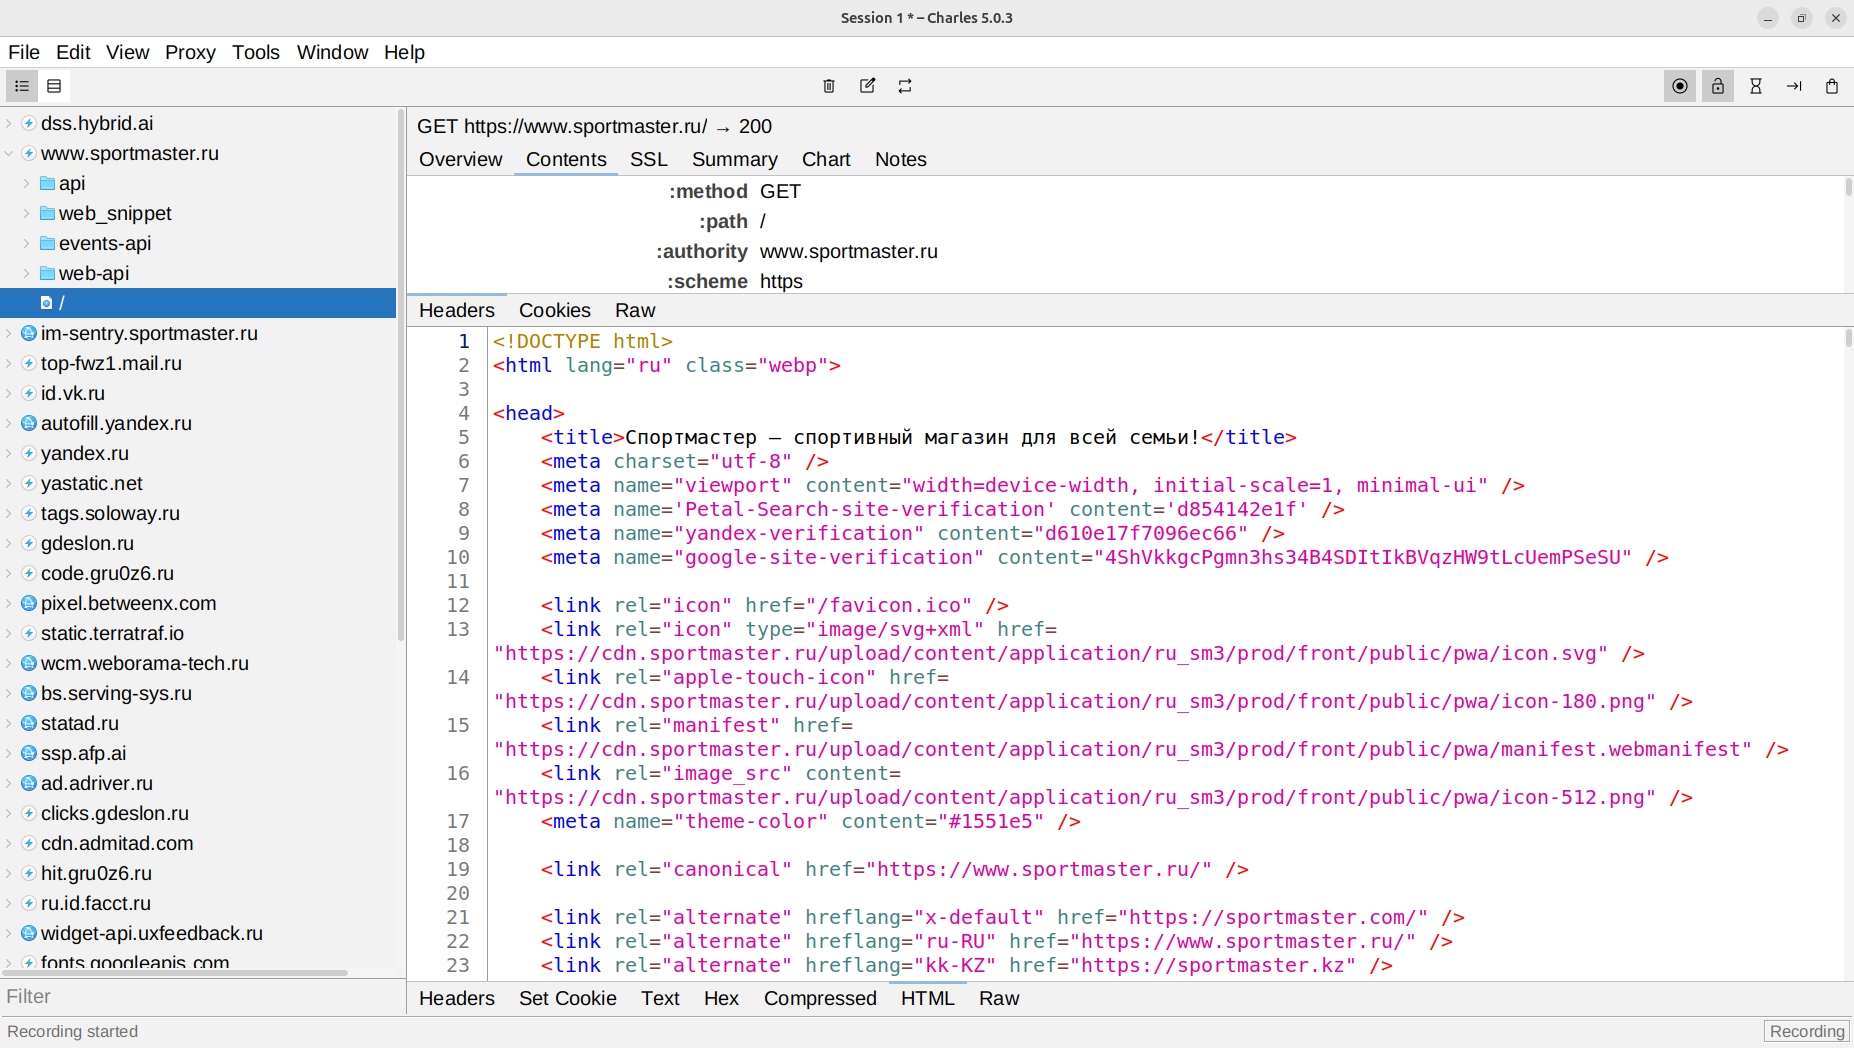 Session 1 * – Charles 5.0.3
File Edit View Proxy Tools Window Help
dss.hybrid.ai
www.sportmaster.ru
api
web_snippet
events-api
web-api
/
im-sentry.sportmaster.ru
top-fwz1.mail.ru
id.vk.ru
autofill.yandex.ru
yandex.ru
yastatic.net
tags.soloway.ru
gdeslon.ru
code.gru0z6.ru
pixel.betweenx.com
static.terratraf.io
wcm.weborama-tech.ru
bs.serving-sys.ru
statad.ru
ssp.afp.ai
ad.adriver.ru
clicks.gdeslon.ru
cdn.admitad.com
hit.gru0z6.ru
ru.id.facct.ru
widget-api.uxfeedback.ru
fonts.googleapis.com
Filter
GET https://www.sportmaster.ru/ → 200
Overview Contents SSL Summary Chart Notes
:method GET
:path /
:authority www.sportmaster.ru
:scheme https
Headers Cookies Raw
1 <!DOCTYPE html>
2 <html lang="ru" class="webp">
3
4 <head>
5 <title>Спортмастер — спортивный магазин для всей семьи!</title>
6 <meta charset="utf-8" />
7 <meta name="viewport" content="width=device-width, initial-scale=1, minimal-ui" />
8 <meta name='Petal-Search-site-verification' content='d854142e1f' />
9 <meta name="yandex-verification" content="d610e17f7096ec66" />
10 <meta name="google-site-verification" content="4ShVkkgcPgmn3hs34B4SDItIkBVqzHW9tLcUemPSeSU" />
11
12 <link rel="icon" href="/favicon.ico" />
13 <link rel="icon" type="image/svg+xml" href=
"https://cdn.sportmaster.ru/upload/content/application/ru_sm3/prod/front/public/pwa/icon.svg" />
14 <link rel="apple-touch-icon" href=
"https://cdn.sportmaster.ru/upload/content/application/ru_sm3/prod/front/public/pwa/icon-180.png" />
15 <link rel="manifest" href=
"https://cdn.sportmaster.ru/upload/content/application/ru_sm3/prod/front/public/pwa/manifest.webmanifest" />
16 <link rel="image_src" content=
"https://cdn.sportmaster.ru/upload/content/application/ru_sm3/prod/front/public/pwa/icon-512.png" />
17 <meta name="theme-color" content="#1551e5" />
18
19 <link rel="canonical" href="https://www.sportmaster.ru/" />
20
21 <link rel="alternate" hreflang="x-default" href="https://sportmaster.com/" />
22 <link rel="alternate" hreflang="ru-RU" href="https://www.sportmaster.ru/" />
23 <link rel="alternate" hreflang="kk-KZ" href="https://sportmaster.kz" />
Headers Set Cookie Text Hex Compressed HTML Raw
Recording started
Recording